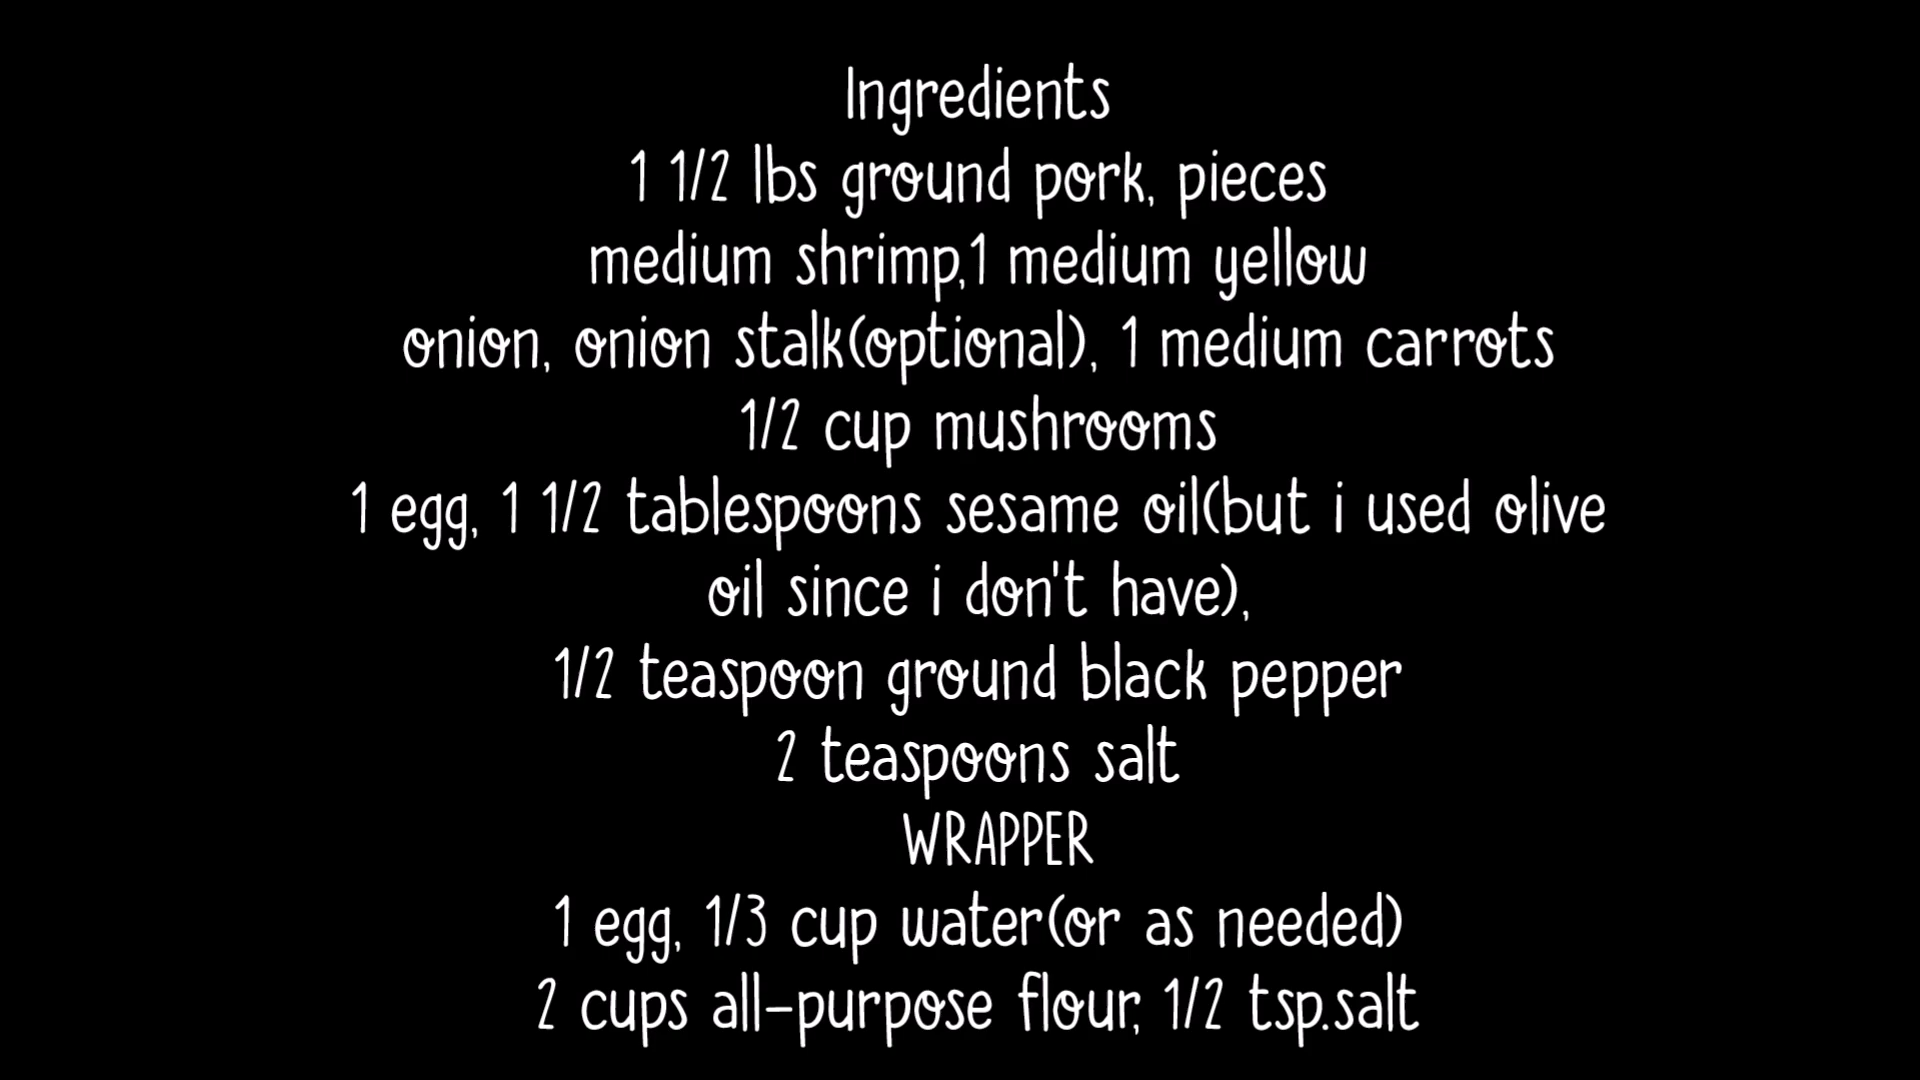 Ingredients
1 1/2 lbs ground pork, pieces
medium shrimp,1 medium yellow
onion, onion stalk(optional), 1 medium carrots
1/2 cup mushrooms
1 egg, 1 1/2 tablespoons sesame oil(but i used olive
oil since i don't have),
1/2 teaspoon ground black pepper
2 teaspoons salt
WRAPPER
1 egg, 1/3 cup water(or as needed)
2 cups all-purpose flour, 1/2 tsp.salt